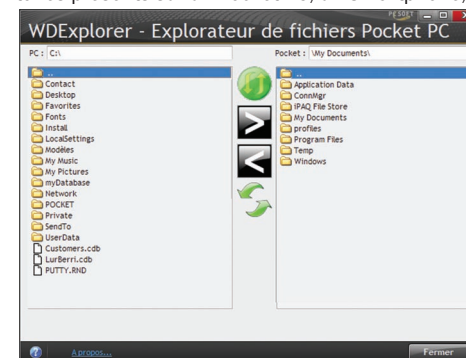 PCSOFT
WDExplorer - Explorateur de fichiers Pocket PC
PC : C:\
Pocket : \My Documents\
..
Contact
Desktop
Favorites
Fonts
Install
LocalSettings
Modèles
My Music
My Pictures
myDatabase
Network
POCKET
Private
SendTo
UserData
Customers.cdb
LurBerri.cdb
PUTTY.RND
..
Application Data
ConnMgr
iPAQ File Store
My Documents
profiles
Program Files
Temp
Windows
A propos...
Fermer